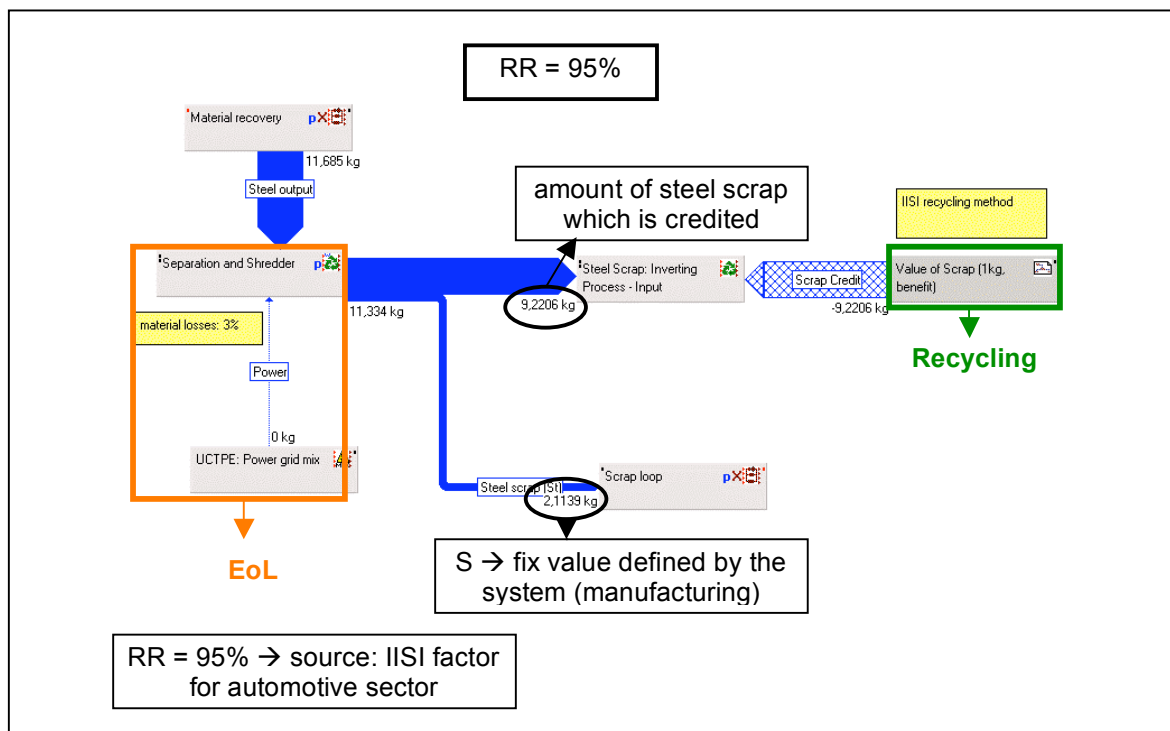 RR = 95%
Material recovery
pX
11,685 kg
Steel output
amount of steel scrap
which is credited
IISI recycling method
Separation and Shredder
p
Steel Scrap: Inverting
Process - Input
Scrap Credit
Value of Scrap (1kg,
benefit)
11,334 kg
9,2206 kg
-9,2206 kg
material losses: 3%
Recycling
Power
0 kg
UCTPE: Power grid mix
Steel scrap [St]
Scrap loop
pX
2,1139 kg
EoL
S → fix value defined by the
system (manufacturing)
RR = 95% → source: IISI factor
for automotive sector